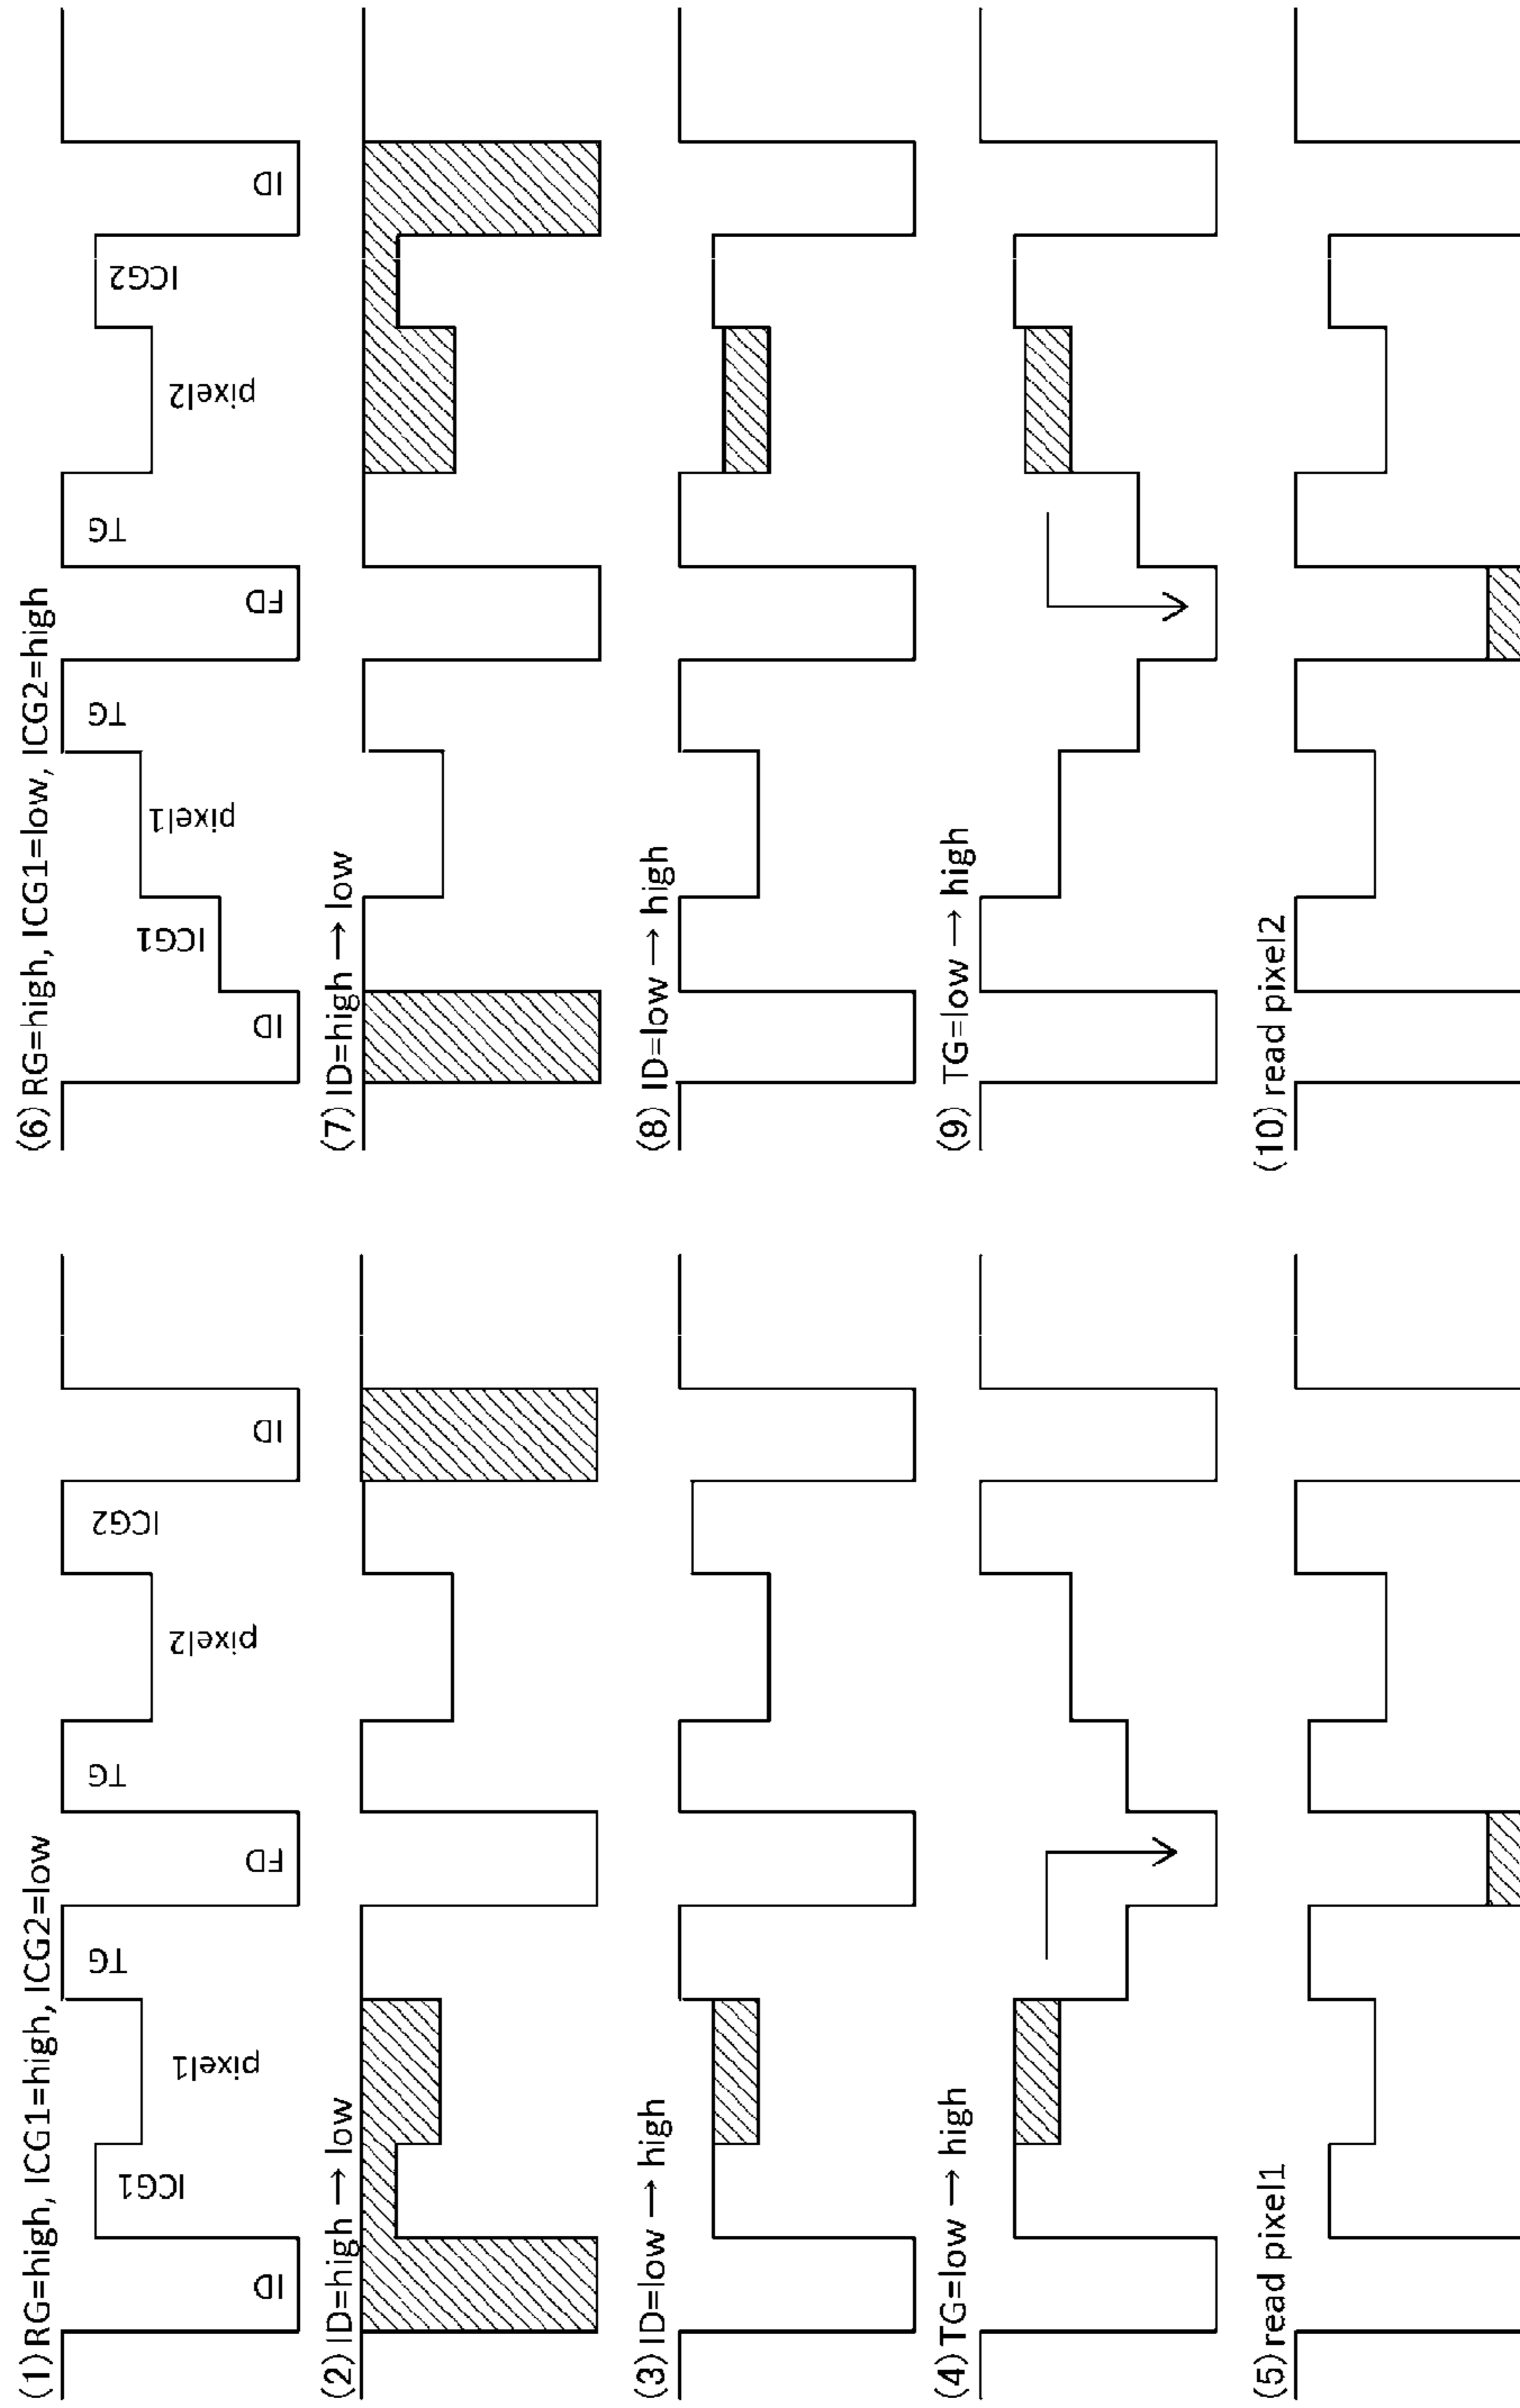 (1)RG=high, ICG1=high, ICG2=low
ID
ICG1
pixel1
TG
FD
TG
pixel2
ICG2
ID
(2) ID=high → low
(3) ID=low → high
(4) TG=low → high
(5) read pixel1
(6) RG=high, ICG1=low, ICG2=high
ID
ICG1
pixel1
TG
FD
TG
pixel2
ICG2
ID
(7) ID=high → low
(8) ID=low → high
(9) TG=low → high
(10) read pixel2